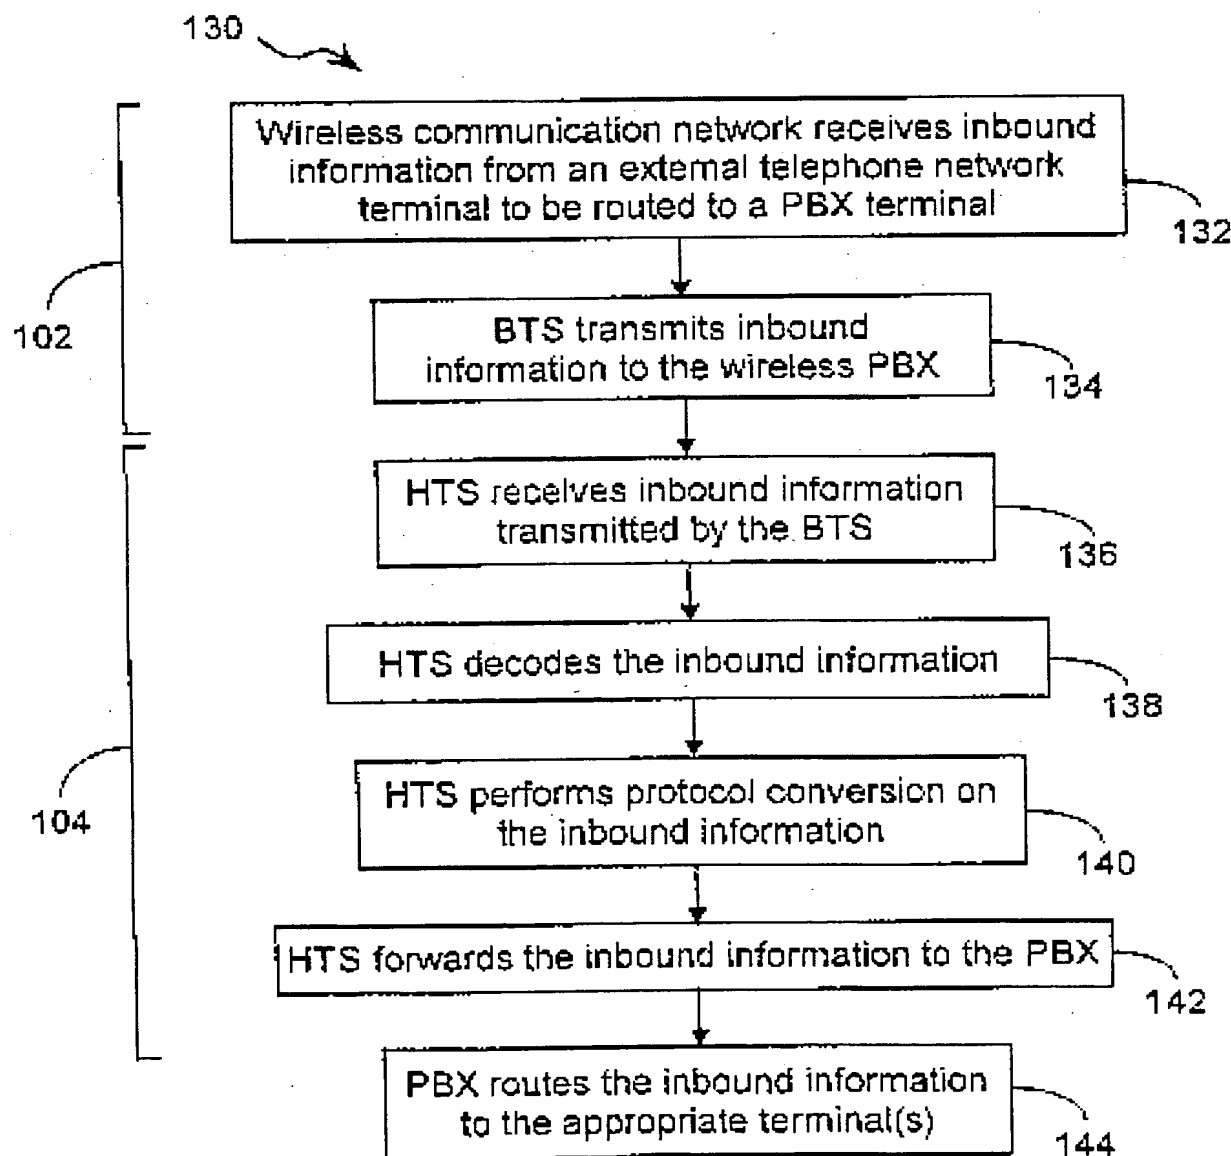 130
Wireless communication network receives inbound
information from an external telephone network
terminal to be routed to a PBX terminal
132
102
BTS transmits inbound
information to the wireless PBX
134
HTS receives inbound information
transmitted by the BTS
136
HTS decodes the inbound information
138
104
HTS performs protocol conversion on
the inbound information
140
HTS forwards the inbound information to the PBX
142
PBX routes the inbound information
to the appropriate terminal(s)
144